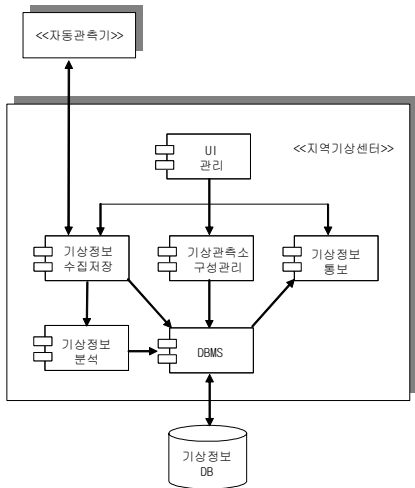 <<자동관측기>>
UI
관리
<<지역기상센터>>
기상정보
수집저장
기상관측소
구성관리
기상정보
통보
기상정보
분석
DBMS
기상정보
DB